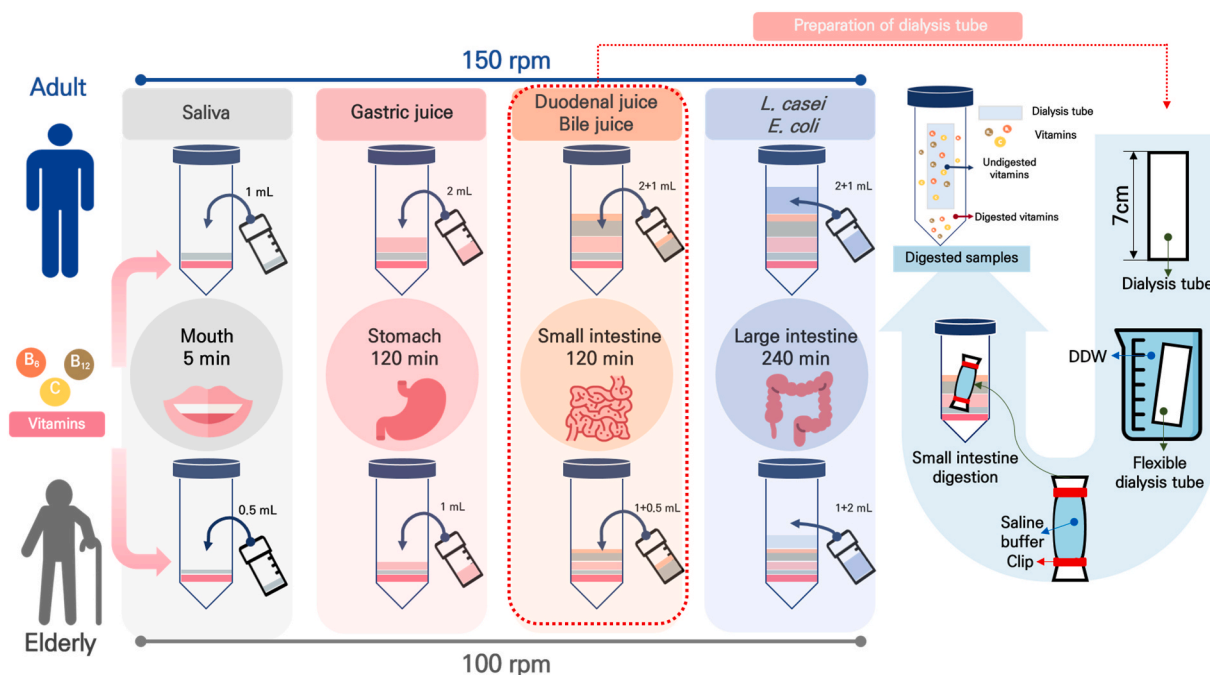 Preparation of dialysis tube
150 rpm
Adult
Saliva
Gastric juice
Duodenal juice
Bile juice
L. casei
E. coli
1 mL
2 mL
2+1 mL
2+1 mL
Mouth
5 min
Stomach
120 min
Small intestine
120 min
Large intestine
240 min
B6
B12
C
Vitamins
0.5 mL
1 mL
1+0.5 mL
1+2 mL
Elderly
100 rpm
Dialysis tube
Vitamins
C
Undigested
vitamins
Digested vitamins
Digested samples
7cm
Dialysis tube
DDW
Flexible
dialysis tube
Small intestine
digestion
Saline
buffer
Clip